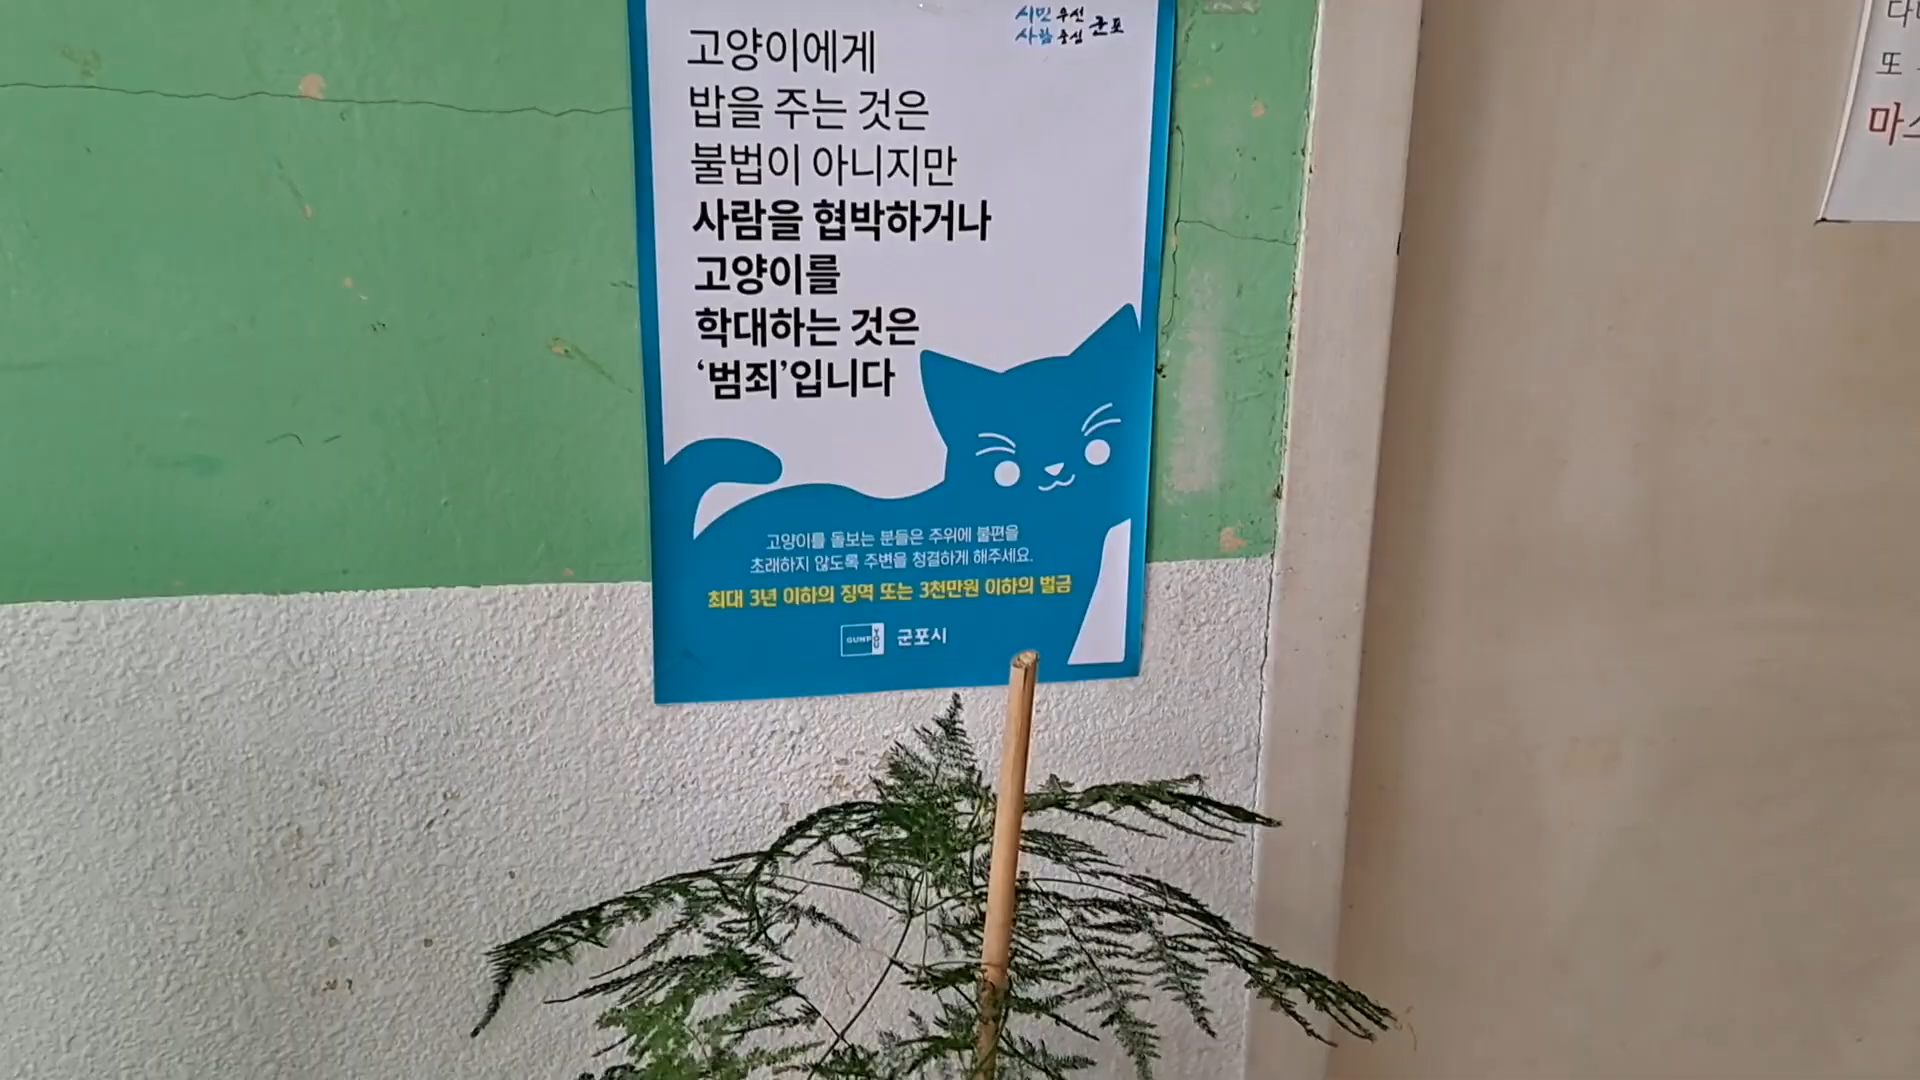 시민 우선
사람 중심 군포
고양이에게
밥을 주는 것은
불법이 아니지만
사람을 협박하거나
고양이를
학대하는 것은
‘범죄’입니다
고양이를 돌보는 분들은 주위에 불편을
초래하지 않도록 주변을 청결하게 해주세요.
최대 3년 이하의 징역 또는 3천만원 이하의 벌금
군포시
또